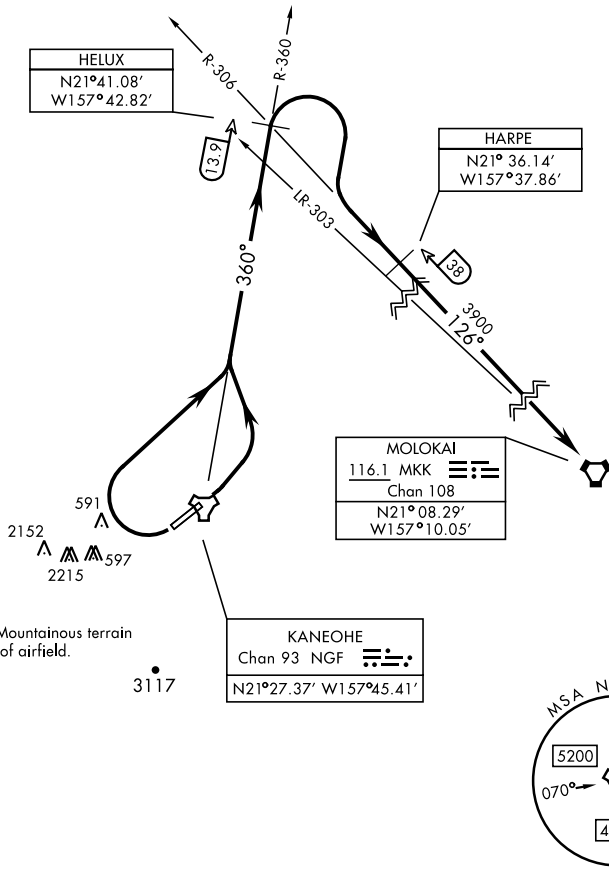 HELUX
N21°41.08’
W157°42.82’
R-306
R-360
13.9
HARPE
N21° 36.14’
W157°37.86’
LR-303
360°
38
3900
126°
MOLOKAI
116.1 MKK
Chan 108
N21°08.29’
W157°10.05’
591
2152
2215
597
Mountainous terrain
of airfield.
3117
KANEOHE
Chan 93 NGF
N21°27.37’ W157°45.41’
MSA N
5200
070°
4